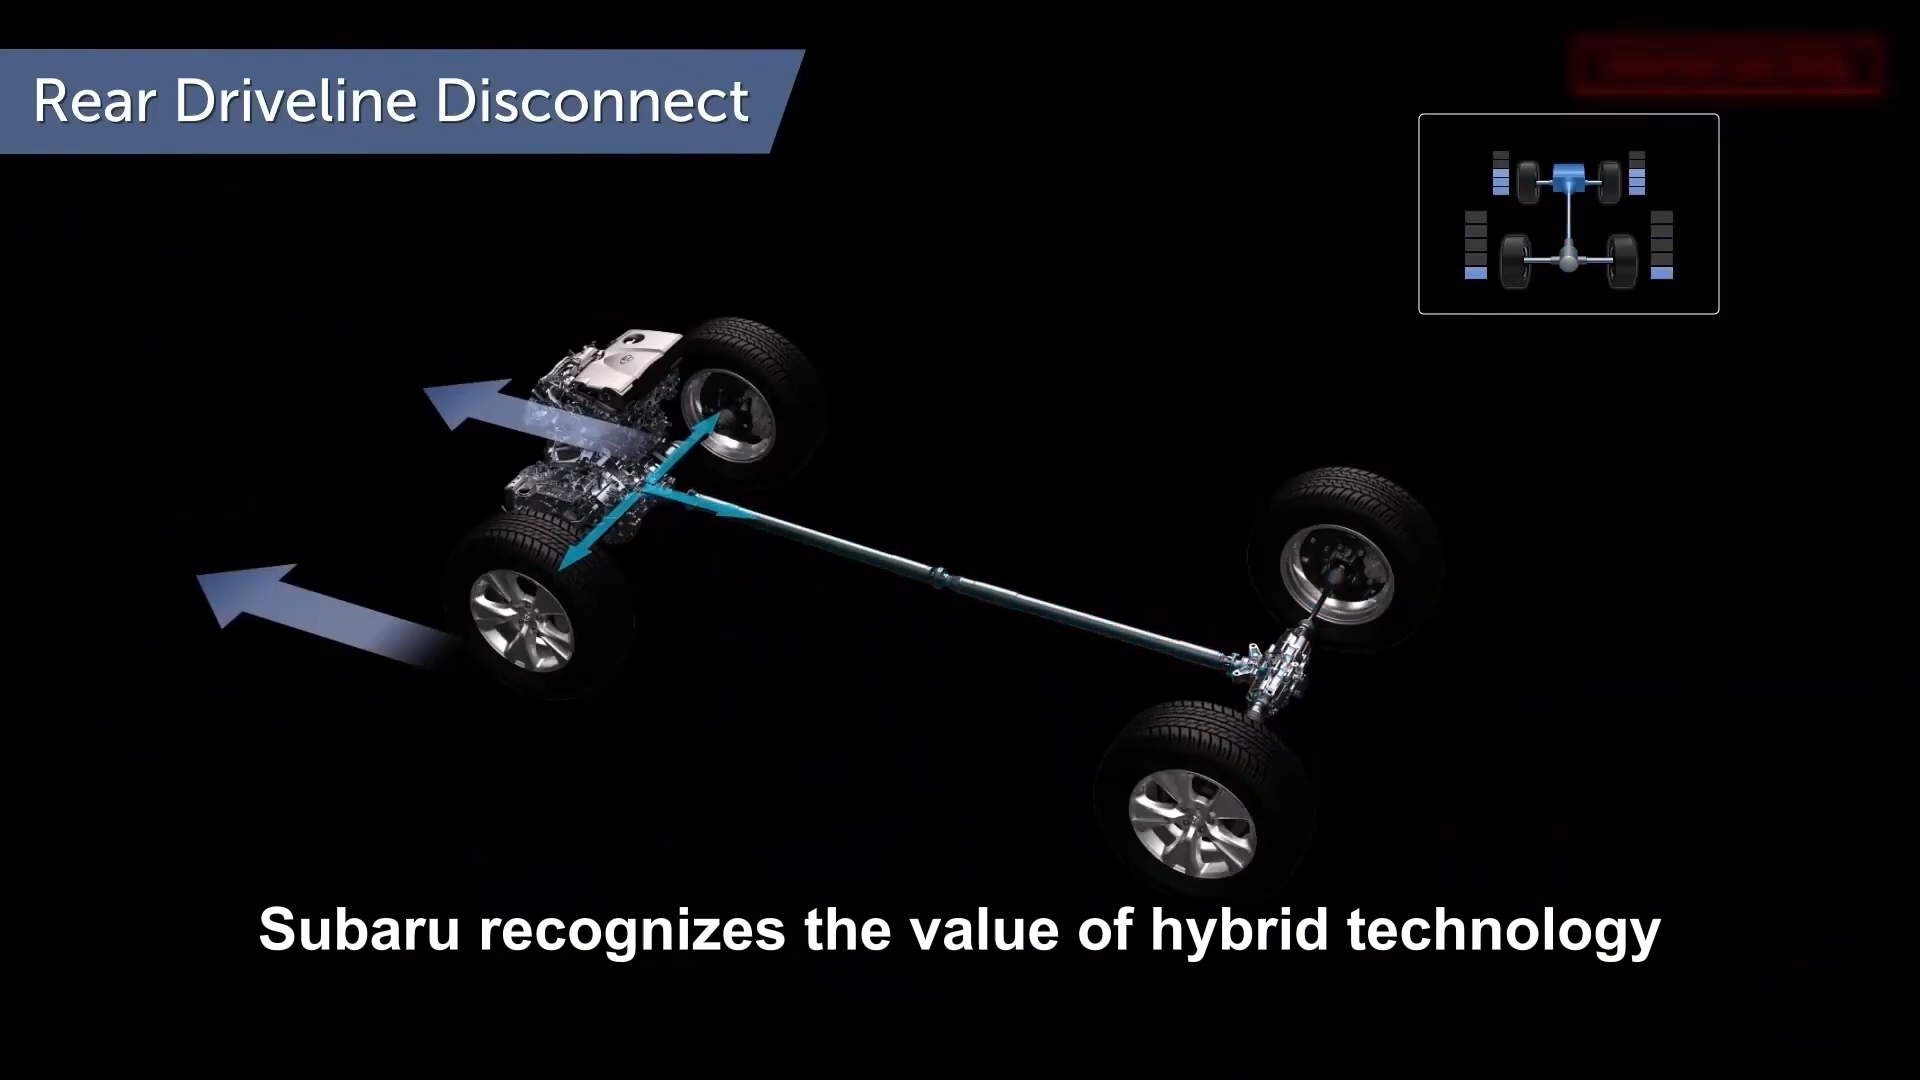 Rear Driveline Disconnect
Subaru recognizes the value of hybrid technology